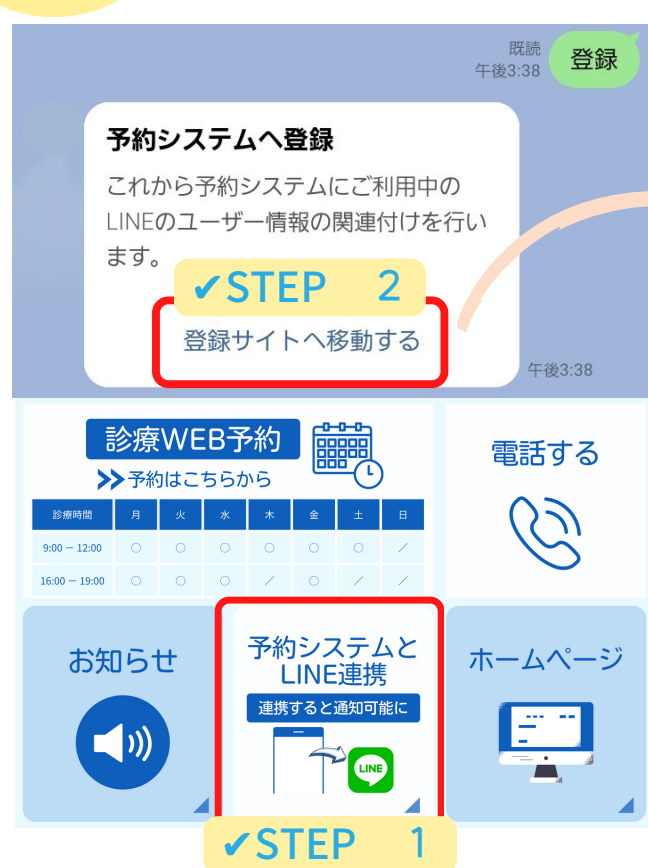 既読
午後3:38
登録
予約システムへ登録
これから予約システムにご利用中の
LINEのユーザー情報の関連付けを行い
ます。
✔STEP 2
登録サイトへ移動する
午後3:38
診療WEB予約
予約はこちらから
診療時間 月 火 水 木 金 土 日
9:00 － 12:00 ○ ○ ○ ○ ○ ○ ／
16:00 － 19:00 ○ ○ ○ ／ ○ ／ ／
電話する
お知らせ
予約システムと
LINE連携
連携すると通知可能に
LINE
ホームページ
✔STEP 1